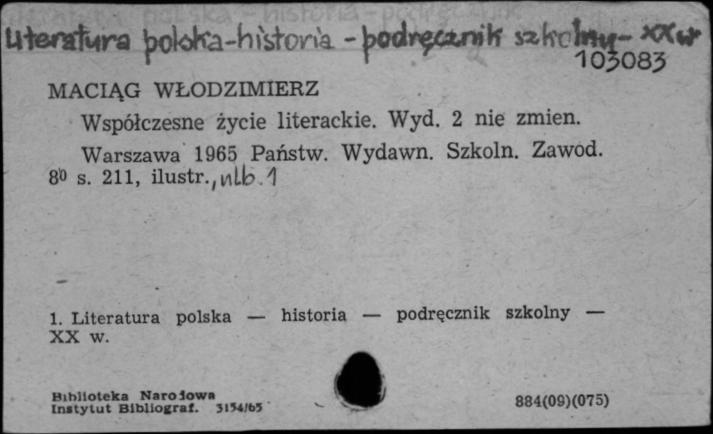 Literatura polska-historia - podręcznik szkolny - XX w
103083
MACIĄG WŁODZIMIERZ
Współczesne życie literackie. Wyd. 2 nie zmien.
Warszawa 1965 Państw. Wydawn. Szkoln. Zawod.
8⁰ s. 211, ilustr., nlb. 1
1. Literatura polska — historia — podręcznik szkolny —
XX w.
Biblioteka Narodowa
Instytut Bibliograf. 3154/65
884(09)(075)